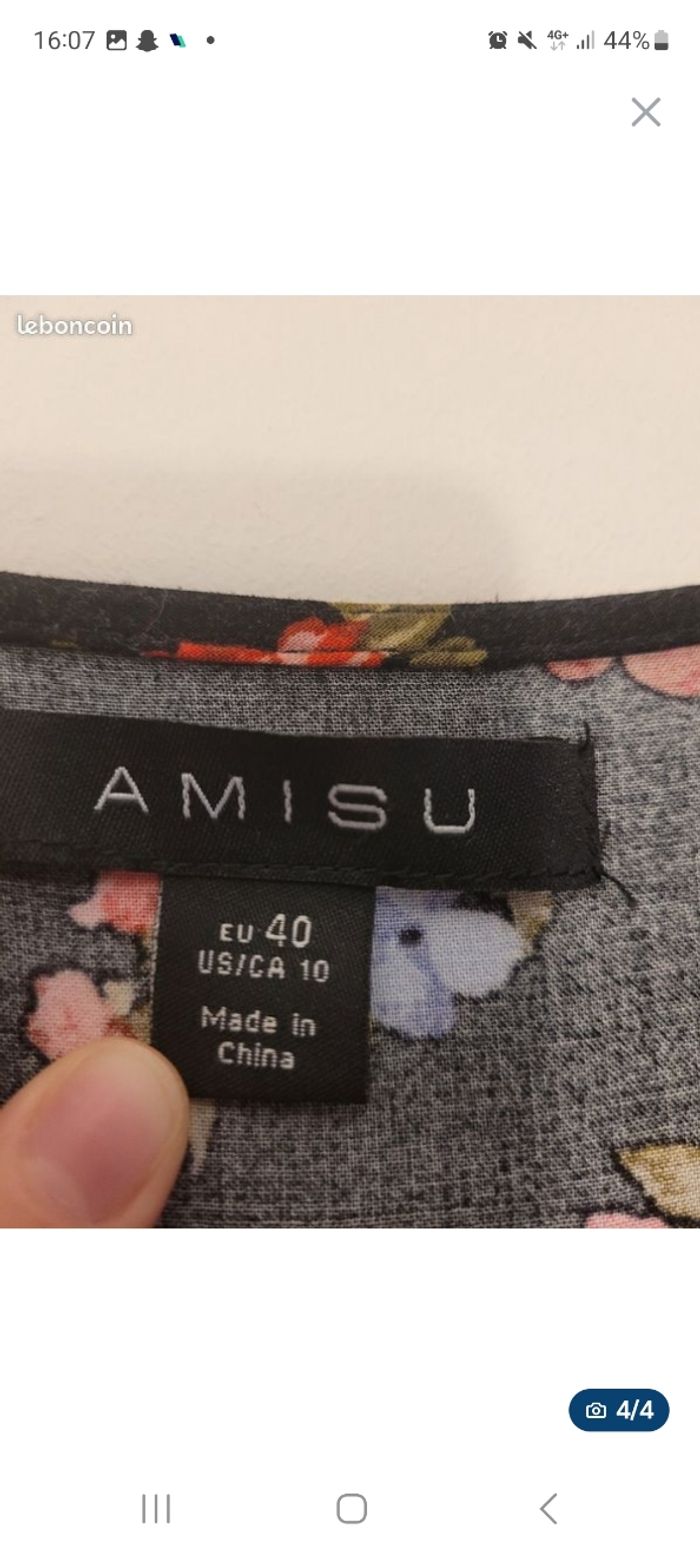 16:07
4G+
44%
leboncoin
AMISU
EU 40
US/CA 10
Made in
China
4/4